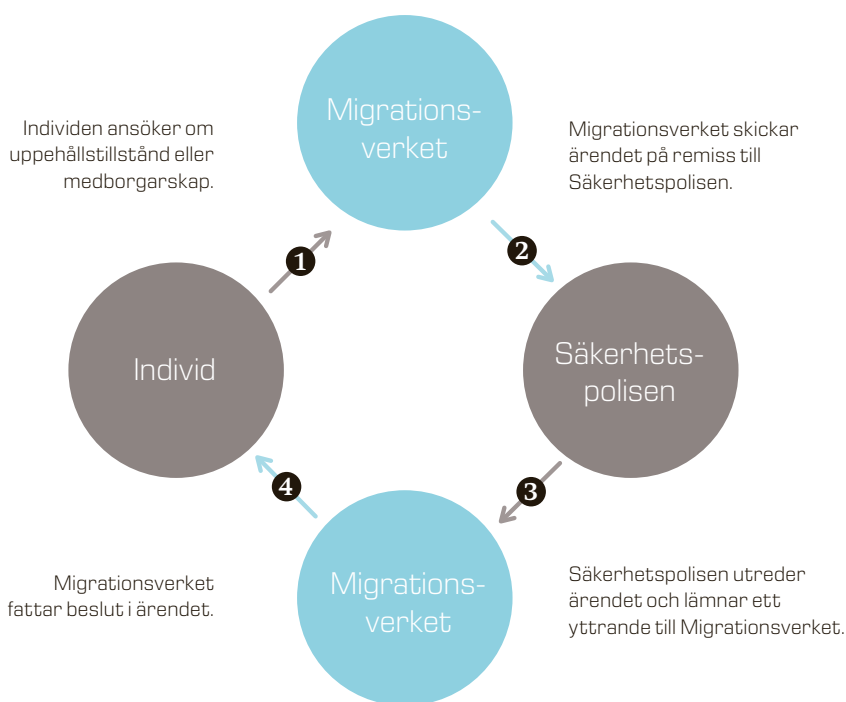 Migrations-
verket
Individen ansöker om
uppehållstillstånd eller
medborgarskap.
Migrationsverket skickar
ärendet på remiss till
Säkerhetspolisen.
1
2
Individ
Säkerhets-
polisen
4
3
Migrations-
verket
Migrationsverket
fattar beslut i ärendet.
Säkerhetspolisen utreder
ärendet och lämnar ett
yttrande till Migrationsverket.